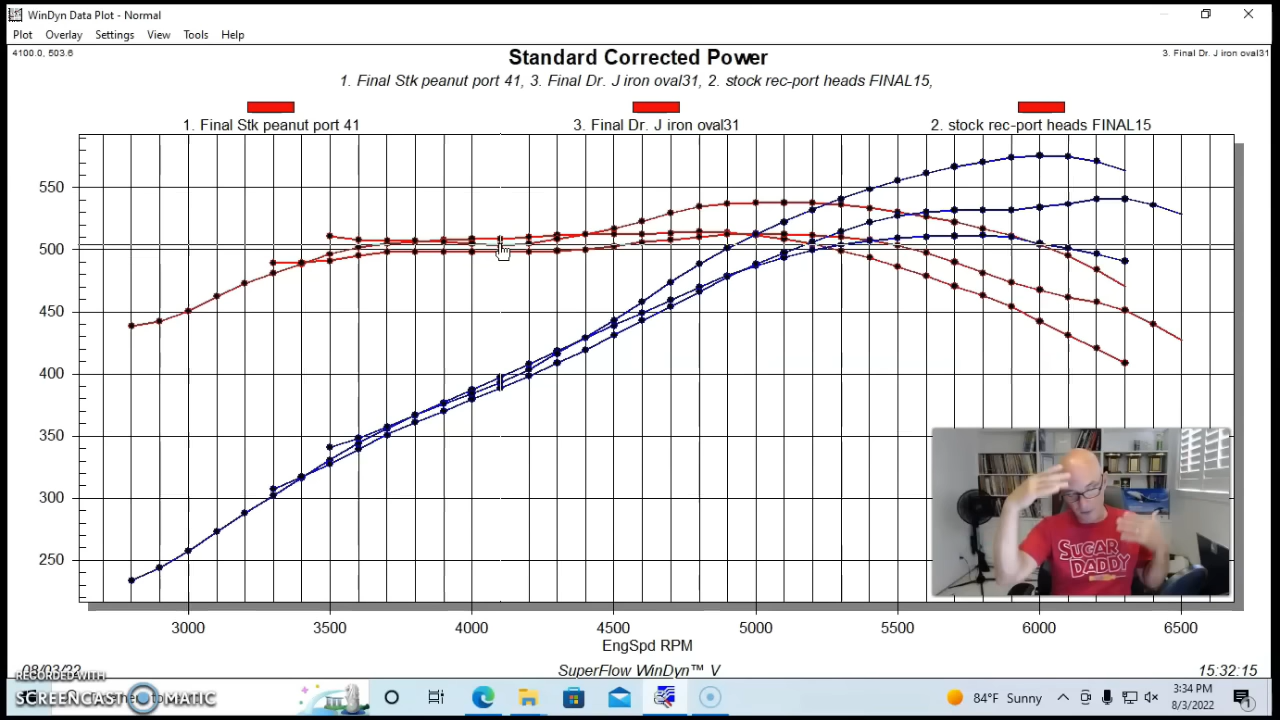 WinDyn Data Plot - Normal
Plot Overlay Settings View Tools Help
4100.0, 503.6
3. Final Dr. J iron oval31
Standard Corrected Power
1. Final Stk peanut port 41, 3. Final Dr. J iron oval31, 2. stock rec-port heads FINAL15,
1. Final Stk peanut port 41
3. Final Dr. J iron oval31
2. stock rec-port heads FINAL15
550
500
450
400
350
300
250
3000 3500 4000 4500 5000 5500 6000 6500
EngSpd RPM
SUGAR
DADDY
08/03/22
SuperFlow WinDyn™ V
15:32:15
RECORDED WITH
SCREENCAST MATIC
84°F Sunny
3:34 PM
8/3/2022
1